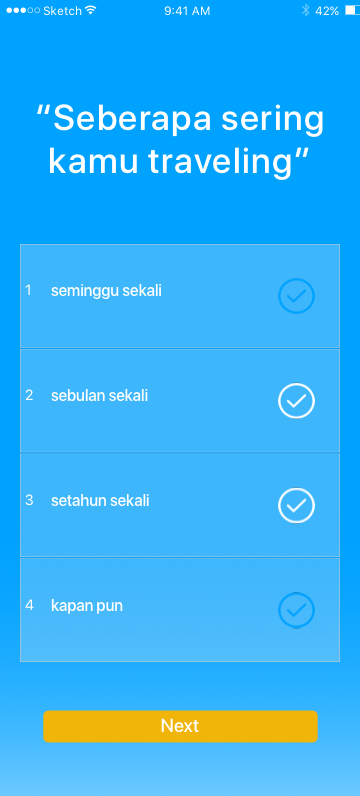 Sketch 9:41 AM 42%
“Seberapa sering
kamu traveling”
1 seminggu sekali
2 sebulan sekali
3 setahun sekali
4 kapan pun
Next